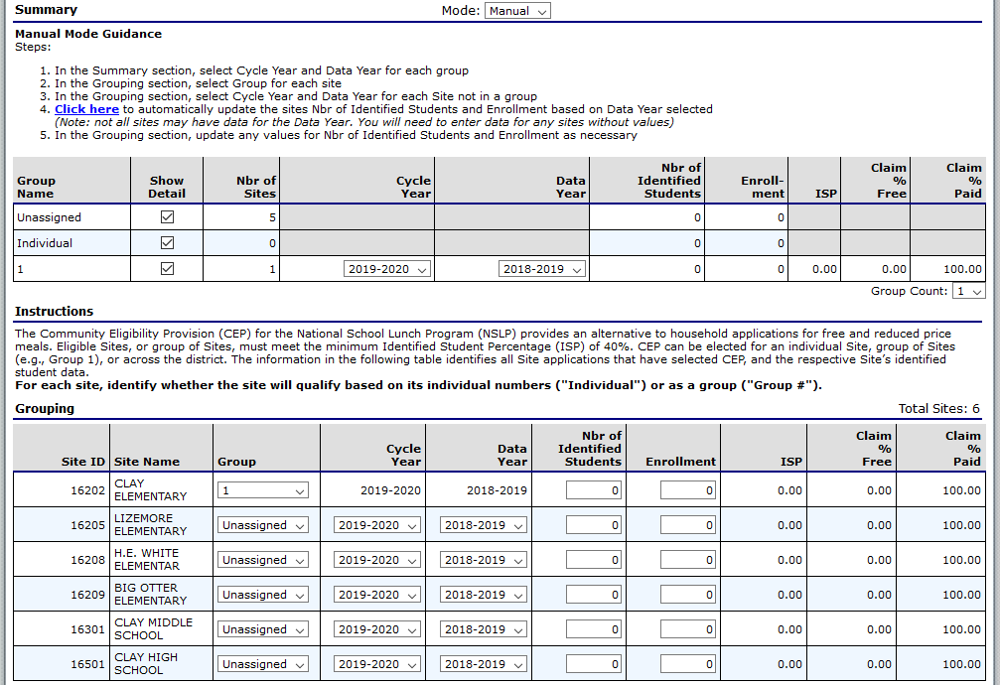 Summary
Mode: Manual
Manual Mode Guidance
Steps:
1. In the Summary section, select Cycle Year and Data Year for each group
2. In the Grouping section, select Group for each site
3. In the Grouping section, select Cycle Year and Data Year for each Site not in a group
4. Click here to automatically update the sites Nbr of Identified Students and Enrollment based on Data Year selected
(Note: not all sites may have data for the Data Year. You will need to enter data for any sites without values)
5. In the Grouping section, update any values for Nbr of Identified Students and Enrollment as necessary
Group Name Show Detail Nbr of Sites Cycle Year Data Year Nbr of Identified Students Enroll-ment ISP Claim % Free Claim % Paid
Unassigned 5 0 0
Individual 0 0 0
1 1 2019-2020 2018-2019 0 0 0.00 0.00 100.00
Group Count: 1
Instructions
The Community Eligibility Provision (CEP) for the National School Lunch Program (NSLP) provides an alternative to household applications for free and reduced price
meals. Eligible Sites, or group of Sites, must meet the minimum Identified Student Percentage (ISP) of 40%. CEP can be elected for an individual Site, group of Sites
(e.g., Group 1), or across the district. The information in the following table identifies all Site applications that have selected CEP, and the respective Site's identified
student data.
For each site, identify whether the site will qualify based on its individual numbers ("Individual") or as a group ("Group #").
Grouping
Total Sites: 6
Site ID Site Name Group Cycle Year Data Year Nbr of Identified Students Enrollment ISP Claim % Free Claim % Paid
16202 CLAY ELEMENTARY 1 2019-2020 2018-2019 0 0 0.00 0.00 100.00
16205 LIZEMORE ELEMENTARY Unassigned 2019-2020 2018-2019 0 0 0.00 0.00 100.00
16208 H.E. WHITE ELEMENTAR Unassigned 2019-2020 2018-2019 0 0 0.00 0.00 100.00
16209 BIG OTTER ELEMENTARY Unassigned 2019-2020 2018-2019 0 0 0.00 0.00 100.00
16301 CLAY MIDDLE SCHOOL Unassigned 2019-2020 2018-2019 0 0 0.00 0.00 100.00
16501 CLAY HIGH SCHOOL Unassigned 2019-2020 2018-2019 0 0 0.00 0.00 100.00